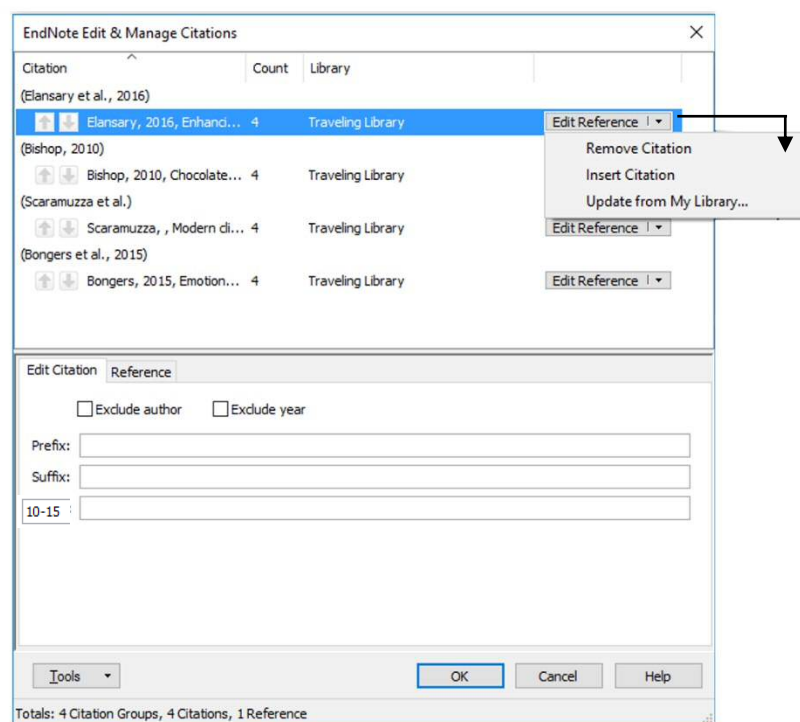 EndNote Edit & Manage Citations
Citation Count Library
(Elansary et al., 2016)
Elansary, 2016, Enhanci... 4 Traveling Library Edit Reference
Remove Citation
(Bishop, 2010)
Insert Citation
Bishop, 2010, Chocolate... 4 Traveling Library
Update from My Library...
(Scaramuzza et al.)
Scaramuzza, , Modern cli... 4 Traveling Library Edit Reference
(Bongers et al., 2015)
Bongers, 2015, Emotion... 4 Traveling Library Edit Reference
Edit Citation Reference
Exclude author Exclude year
Prefix:
Suffix:
10-15 :
Tools OK Cancel Help
Totals: 4 Citation Groups, 4 Citations, 1 Reference